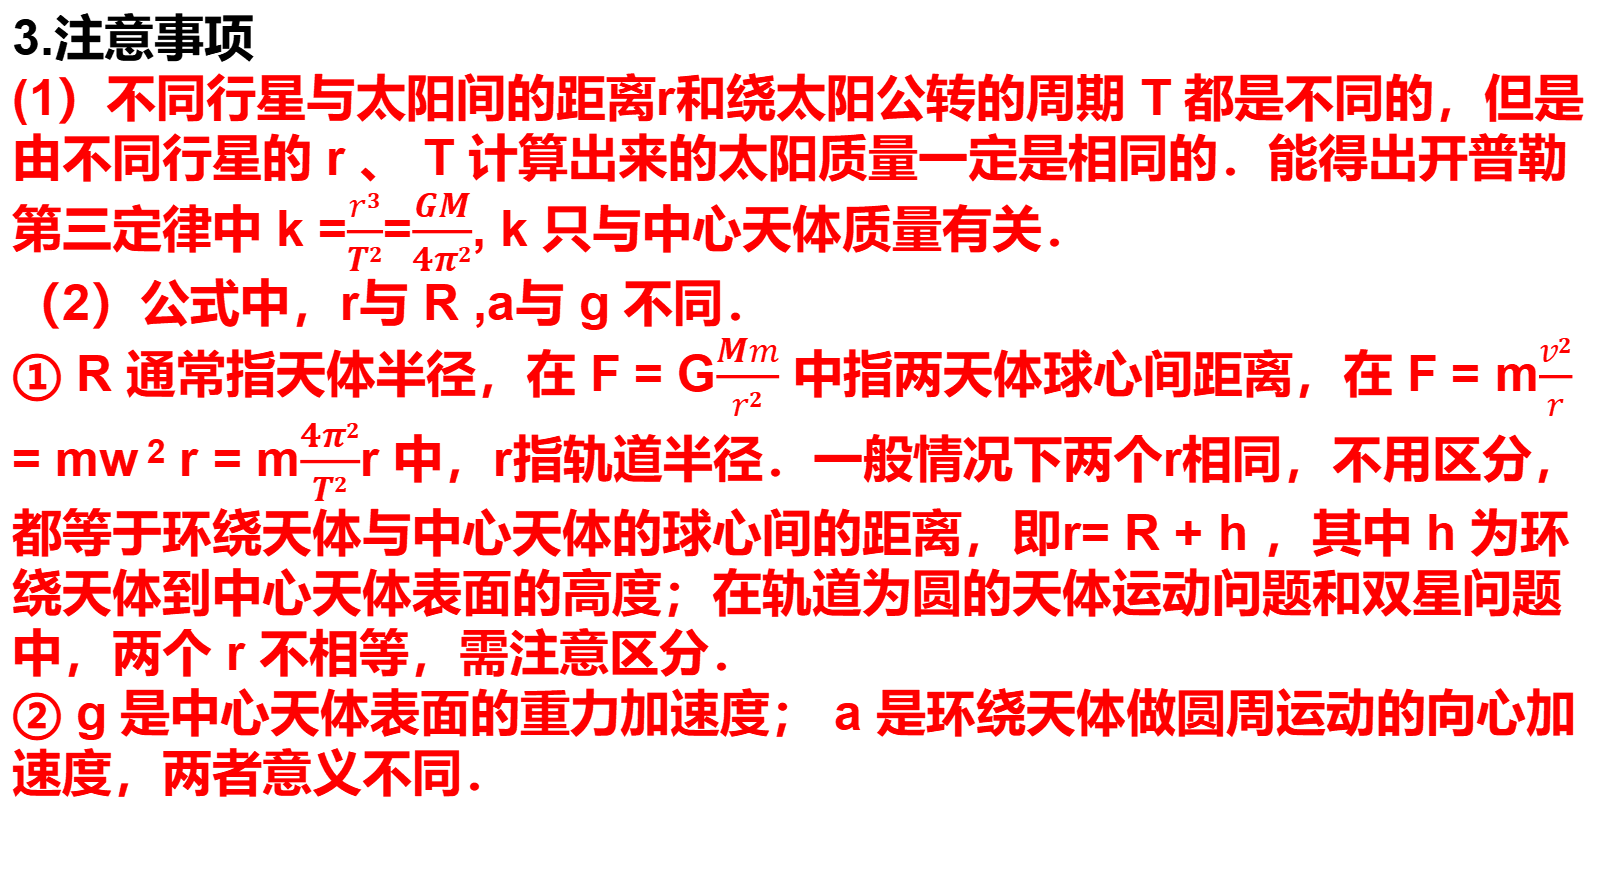 3.注意事项
(1）不同行星与太阳间的距离r和绕太阳公转的周期 T 都是不同的，但是
由不同行星的 r 、 T 计算出来的太阳质量一定是相同的．能得出开普勒
第三定律中 k =r³/T²=GM/4π², k 只与中心天体质量有关．
（2）公式中，r与 R ,a与 g 不同．
① R 通常指天体半径，在 F = G Mm/r² 中指两天体球心间距离，在 F = m v²/r
= mw ² r = m 4π²/T² r 中，r指轨道半径．一般情况下两个r相同，不用区分，
都等于环绕天体与中心天体的球心间的距离，即r= R + h ，其中 h 为环
绕天体到中心天体表面的高度；在轨道为圆的天体运动问题和双星问题
中，两个 r 不相等，需注意区分．
② g 是中心天体表面的重力加速度； a 是环绕天体做圆周运动的向心加
速度，两者意义不同．